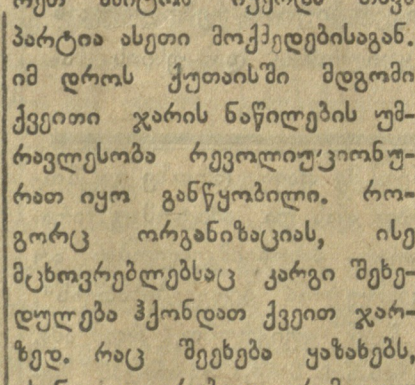 პარტია ასეთი მოქმედებისაგან.
იმ დროს ქუთაისში მდგომი
ქვეითი ჯარის ნაწილების უმ-
რავლესობა რევოლიუციონუ-
რათ იყო განწყობილი. რო-
გორც ორგანიზაციას, ისე
მცხოვრებლებსაც კარგი შეხე-
დულება ჰქონდათ ქვეით ჯარ-
ზედ. რაც შეეხება ყაზახებს,